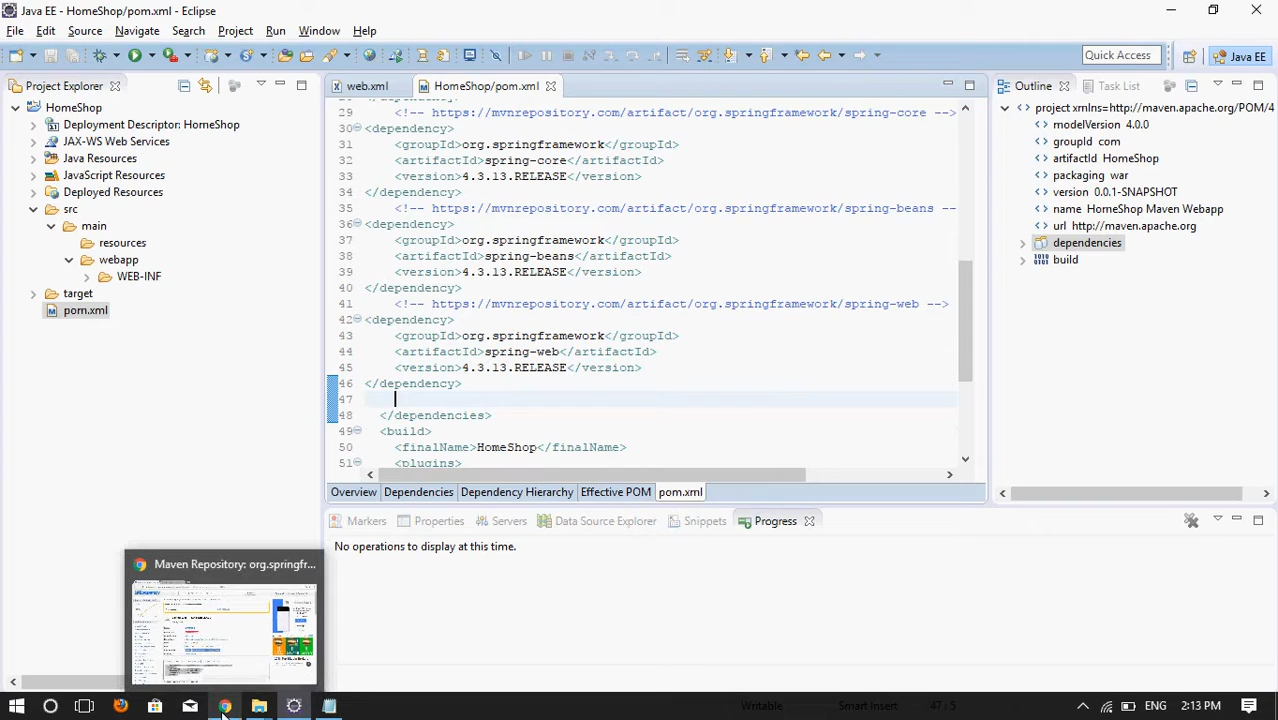 Java EE - HomeShop/pom.xml - Eclipse
File Edit Source Navigate Search Project Run Window Help
Quick Access
Java EE
Project Explorer
HomeShop
Deployment Descriptor: HomeShop
JAX-WS Web Services
Java Resources
JavaScript Resources
Deployed Resources
src
main
resources
webapp
WEB-INF
target
pom.xml
web.xml
HomeShop/pom.xml
29 <!-- https://mvnrepository.com/artifact/org.springframework/spring-core -->
30 <dependency>
31 <groupId>org.springframework</groupId>
32 <artifactId>spring-core</artifactId>
33 <version>4.3.13.RELEASE</version>
34 </dependency>
35 <!-- https://mvnrepository.com/artifact/org.springframework/spring-beans --
36 <dependency>
37 <groupId>org.springframework</groupId>
38 <artifactId>spring-beans</artifactId>
39 <version>4.3.13.RELEASE</version>
40 </dependency>
41 <!-- https://mvnrepository.com/artifact/org.springframework/spring-web -->
42 <dependency>
43 <groupId>org.springframework</groupId>
44 <artifactId>spring-web</artifactId>
45 <version>4.3.13.RELEASE</version>
46 </dependency>
47
48 </dependencies>
49 <build>
50 <finalName>HomeShop</finalName>
51 <plugins>
Overview Dependencies Dependency Hierarchy Effective POM pom.xml
Outline
Task List
project xmlns=http://maven.apache.org/POM/4
modelVersion 4.0.0
groupId com
artifactId HomeShop
packaging war
version 0.0.1-SNAPSHOT
name HomeShop Maven Webapp
url http://maven.apache.org
dependencies
build
Markers Properties Servers Data Source Explorer Snippets Progress
No operations to display at this time.
Maven Repository: org.springfr...
Writable
Smart Insert
47 : 5
ENG
2:13 PM